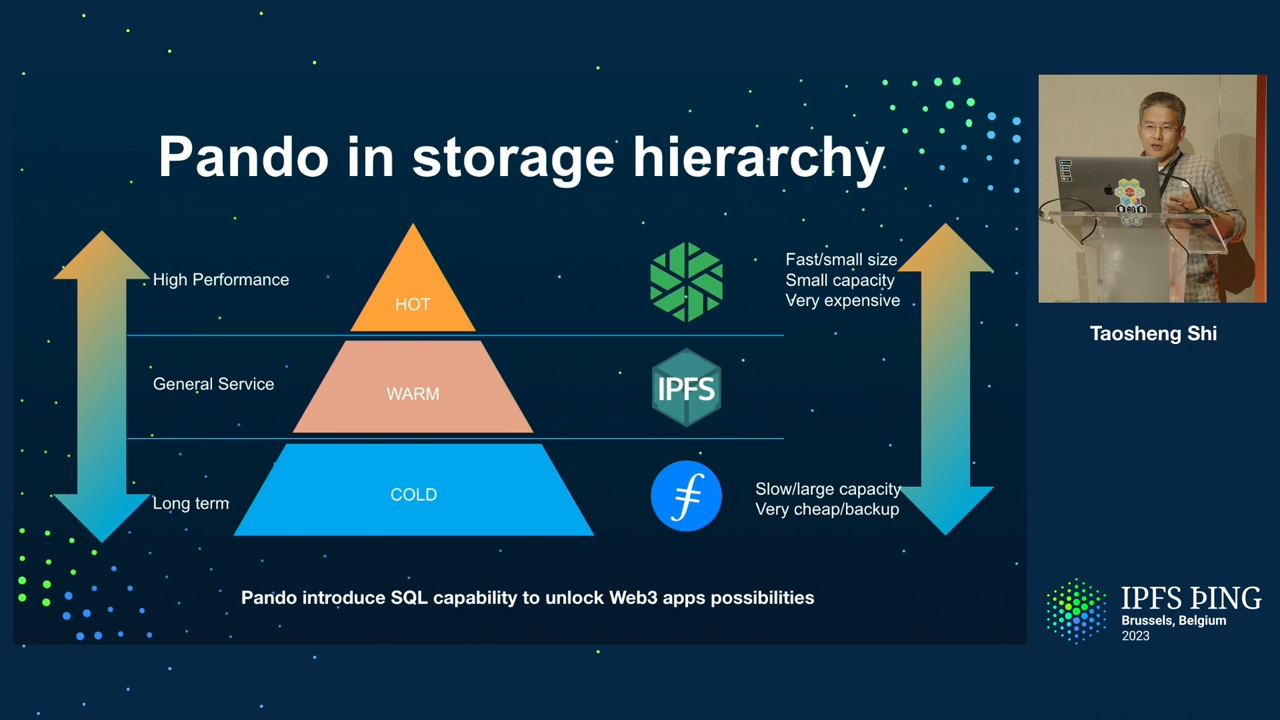 Pando in storage hierarchy
High Performance
HOT
Fast/small size
Small capacity
Very expensive
General Service
WARM
IPFS
Long term
COLD
Slow/large capacity
Very cheap/backup
Pando introduce SQL capability to unlock Web3 apps possibilities
Taosheng Shi
IPFS ÞING
Brussels, Belgium
2023